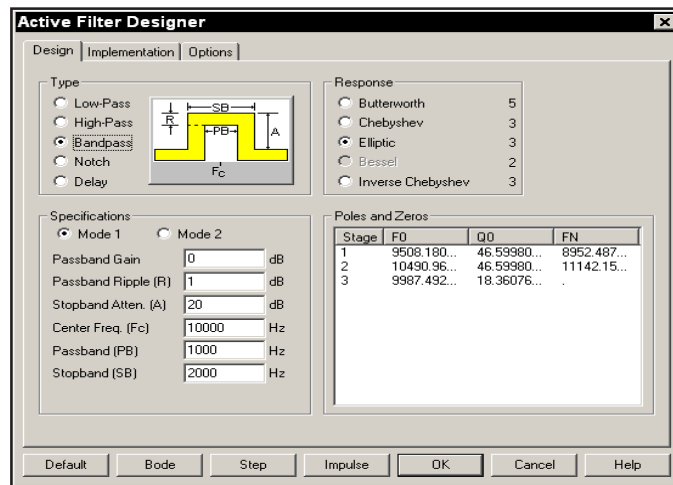 Active Filter Designer
Design Implementation Options
Type
Low-Pass
High-Pass
Bandpass
Notch
Delay
SB
R
PB
A
Fc
Response
Butterworth 5
Chebyshev 3
Elliptic 3
Bessel 2
Inverse Chebyshev 3
Specifications
Mode 1 Mode 2
Passband Gain 0 dB
Passband Ripple (R) 1 dB
Stopband Atten. (A) 20 dB
Center Freq. (Fc) 10000 Hz
Passband (PB) 1000 Hz
Stopband (SB) 2000 Hz
Poles and Zeros
Stage F0 Q0 FN
1 9508.180... 46.59980... 8952.487...
2 10490.96... 46.59980... 11142.15...
3 9987.492... 18.36076... .
Default Bode Step Impulse OK Cancel Help